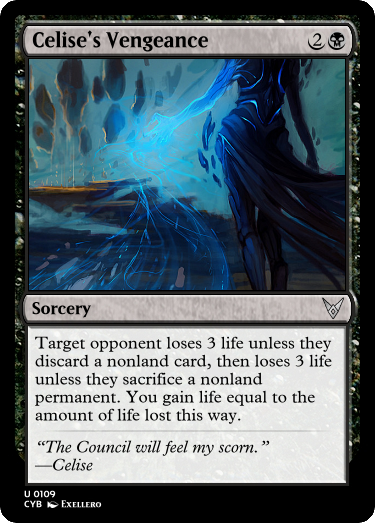 Celise's Vengeance 2
Sorcery
Target opponent loses 3 life unless they
discard a nonland card, then loses 3 life
unless they sacrifice a nonland
permanent. You gain life equal to the
amount of life lost this way.
“The Council will feel my scorn.”
—Celise
U 0109
CYB Exellero